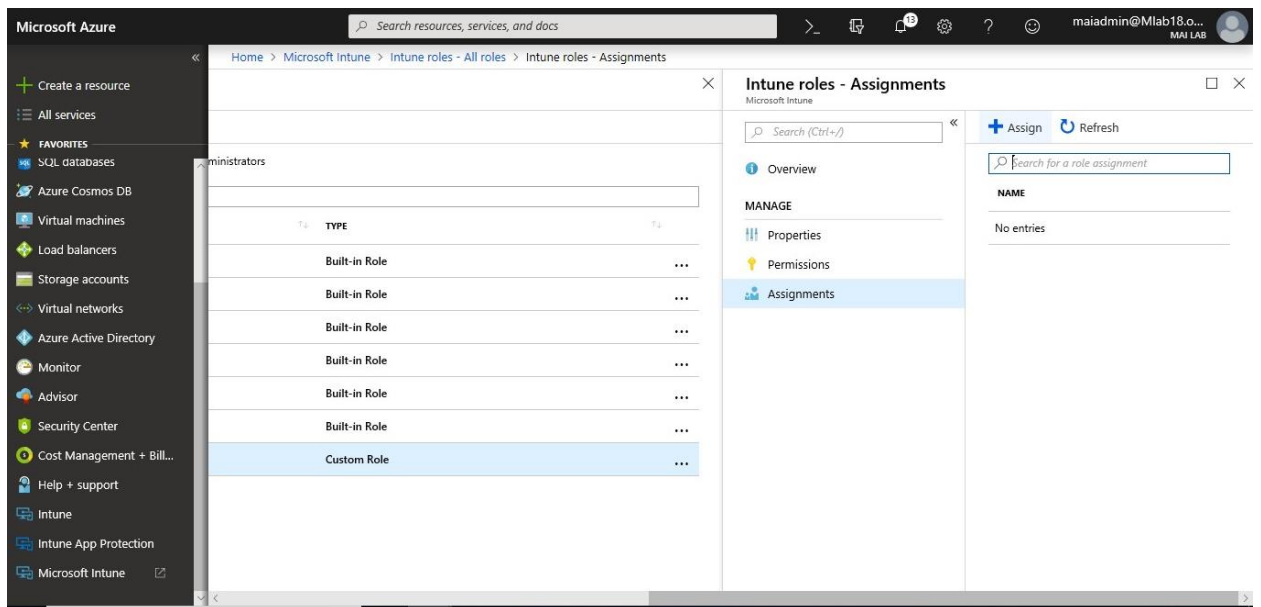 Microsoft Azure
Search resources, services, and docs
13
maiadmin@Mlab18.o...
MAI LAB
Home > Microsoft Intune > Intune roles - All roles > Intune roles - Assignments
Create a resource
All services
FAVORITES
SQL databases
Azure Cosmos DB
Virtual machines
Load balancers
Storage accounts
Virtual networks
Azure Active Directory
Monitor
Advisor
Security Center
Cost Management + Bill...
Help + support
Intune
Intune App Protection
Microsoft Intune
ministrators
TYPE
Built-in Role
Built-in Role
Built-in Role
Built-in Role
Built-in Role
Built-in Role
Custom Role
Intune roles - Assignments
Microsoft Intune
Search (Ctrl+/)
Overview
MANAGE
Properties
Permissions
Assignments
Assign
Refresh
Search for a role assignment
NAME
No entries